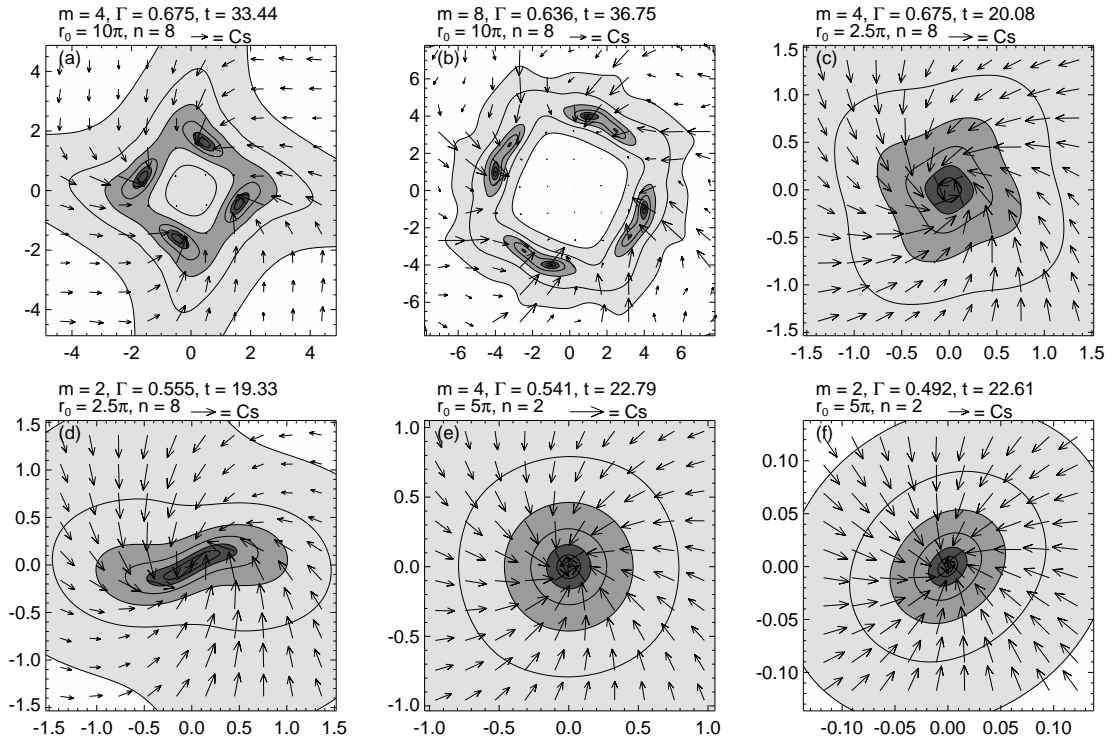 m = 4, Γ = 0.675, t = 33.44
r₀ = 10π, n = 8 → = Cs
(a)
4
2
0
-2
-4
-4 -2 0 2 4
m = 8, Γ = 0.636, t = 36.75
r₀ = 10π, n = 8 → = Cs
(b)
6
4
2
0
-2
-4
-6
-6 -4 -2 0 2 4 6
m = 4, Γ = 0.675, t = 20.08
r₀ = 2.5π, n = 8 → = Cs
(c)
1.5
1.0
0.5
0.0
-0.5
-1.0
-1.5
-1.5 -1.0 -0.5 0.0 0.5 1.0 1.5
m = 2, Γ = 0.555, t = 19.33
r₀ = 2.5π, n = 8 → = Cs
(d)
1.5
1.0
0.5
0.0
-0.5
-1.0
-1.5
-1.5 -1.0 -0.5 0.0 0.5 1.0 1.5
m = 4, Γ = 0.541, t = 22.79
r₀ = 5π, n = 2 → = Cs
(e)
1.0
0.5
0.0
-0.5
-1.0
-1.0 -0.5 0.0 0.5 1.0
m = 2, Γ = 0.492, t = 22.61
r₀ = 5π, n = 2 → = Cs
(f)
0.10
0.05
0.00
-0.05
-0.10
-0.10 -0.05 0.00 0.05 0.10